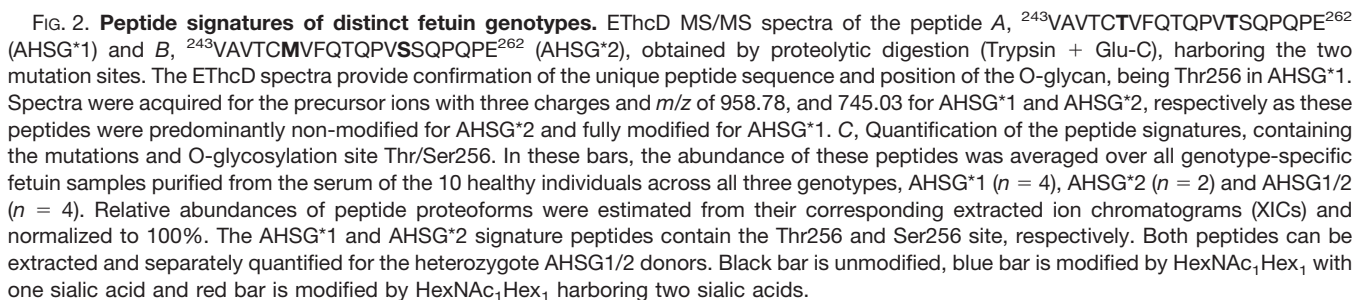 FIG. 2. Peptide signatures of distinct fetuin genotypes. EThcD MS/MS spectra of the peptide A, ²⁴³VAVTCTVFQTQPVTSQPQPE²⁶²
(AHSG*1) and B, ²⁴³VAVTCMVFQTQPVSSQPQPE²⁶² (AHSG*2), obtained by proteolytic digestion (Trypsin + Glu-C), harboring the two
mutation sites. The EThcD spectra provide confirmation of the unique peptide sequence and position of the O-glycan, being Thr256 in AHSG*1.
Spectra were acquired for the precursor ions with three charges and m/z of 958.78, and 745.03 for AHSG*1 and AHSG*2, respectively as these
peptides were predominantly non-modified for AHSG*2 and fully modified for AHSG*1. C, Quantification of the peptide signatures, containing
the mutations and O-glycosylation site Thr/Ser256. In these bars, the abundance of these peptides was averaged over all genotype-specific
fetuin samples purified from the serum of the 10 healthy individuals across all three genotypes, AHSG*1 (n = 4), AHSG*2 (n = 2) and AHSG1/2
(n = 4). Relative abundances of peptide proteoforms were estimated from their corresponding extracted ion chromatograms (XICs) and
normalized to 100%. The AHSG*1 and AHSG*2 signature peptides contain the Thr256 and Ser256 site, respectively. Both peptides can be
extracted and separately quantified for the heterozygote AHSG1/2 donors. Black bar is unmodified, blue bar is modified by HexNAc₁Hex₁ with
one sialic acid and red bar is modified by HexNAc₁Hex₁ harboring two sialic acids.